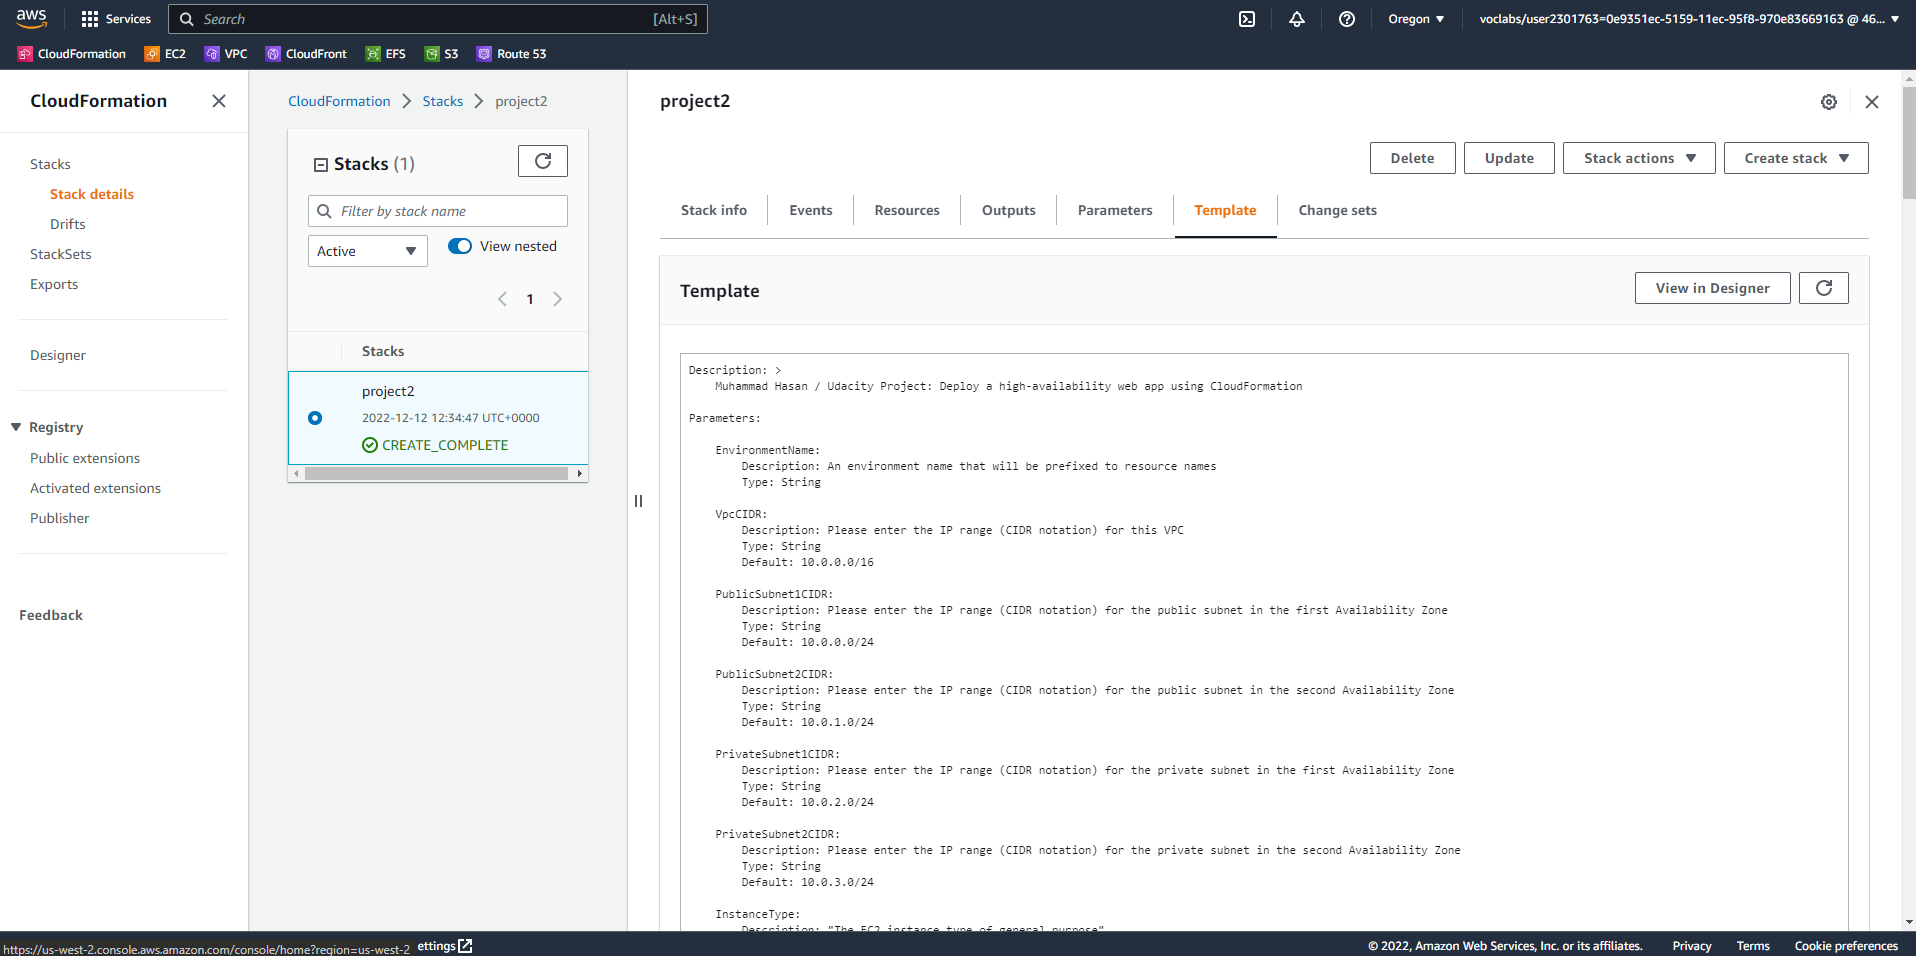 aws
Services
Search
[Alt+S]
Oregon
voclabs/user2301763=0e9351ec-5159-11ec-95f8-970e83669163 @ 46...
CloudFormation
EC2
VPC
CloudFront
EFS
S3
Route 53
CloudFormation
Stacks
Stack details
Drifts
StackSets
Exports
Designer
Registry
Public extensions
Activated extensions
Publisher
Feedback
CloudFormation
Stacks
project2
Stacks (1)
Filter by stack name
Active
View nested
1
Stacks
project2
2022-12-12 12:34:47 UTC+0000
CREATE_COMPLETE
project2
Delete
Update
Stack actions
Create stack
Stack info
Events
Resources
Outputs
Parameters
Template
Change sets
Template
View in Designer
Description: >
Muhammad Hasan / Udacity Project: Deploy a high-availability web app using CloudFormation
Parameters:
EnvironmentName:
Description: An environment name that will be prefixed to resource names
Type: String
VpcCIDR:
Description: Please enter the IP range (CIDR notation) for this VPC
Type: String
Default: 10.0.0.0/16
PublicSubnet1CIDR:
Description: Please enter the IP range (CIDR notation) for the public subnet in the first Availability Zone
Type: String
Default: 10.0.0.0/24
PublicSubnet2CIDR:
Description: Please enter the IP range (CIDR notation) for the public subnet in the second Availability Zone
Type: String
Default: 10.0.1.0/24
PrivateSubnet1CIDR:
Description: Please enter the IP range (CIDR notation) for the private subnet in the first Availability Zone
Type: String
Default: 10.0.2.0/24
PrivateSubnet2CIDR:
Description: Please enter the IP range (CIDR notation) for the private subnet in the second Availability Zone
Type: String
Default: 10.0.3.0/24
InstanceType:
Description: "The EC2 instance type of general purpose"
https://us-west-2.console.aws.amazon.com/console/home?region=us-west-2
ettings
© 2022, Amazon Web Services, Inc. or its affiliates.
Privacy
Terms
Cookie preferences